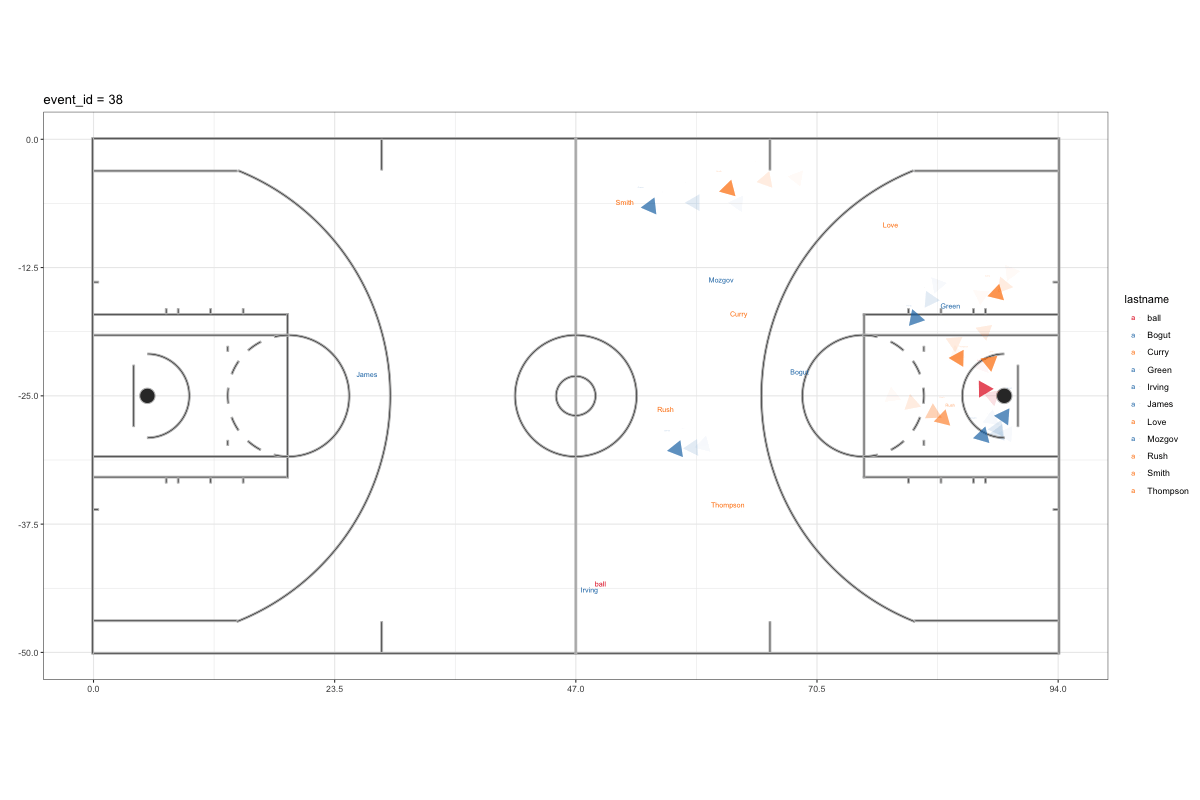 event_id = 38
0.0
-12.5
-25.0
-37.5
-50.0
0.0
23.5
47.0
70.5
94.0
Smith
Love
Mozgov
Green
Curry
James
Bogut
Rush
Thompson
ball
Irving
lastname
a ball
a Bogut
a Curry
a Green
a Irving
a James
a Love
a Mozgov
a Rush
a Smith
a Thompson